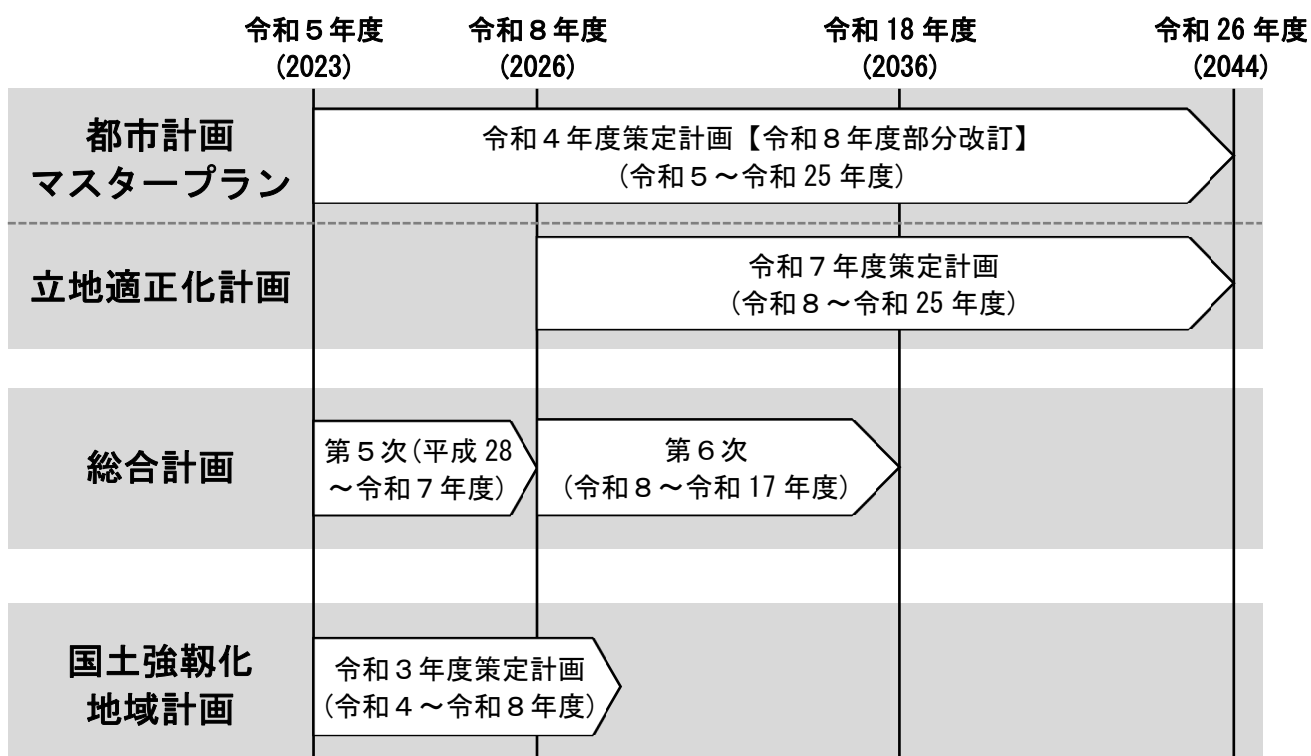 令和５年度 令和８年度 令和 18 年度 令和 26 年度
(2023) (2026) (2036) (2044)
都市計画
マスタープラン
令和４年度策定計画【令和８年度部分改訂】
(令和５～令和 25 年度)
立地適正化計画
令和７年度策定計画
(令和８～令和 25 年度)
総合計画
第５次(平成 28
～令和７年度)
第６次
(令和８～令和 17 年度)
国土強靱化
地域計画
令和３年度策定計画
(令和４～令和８年度)